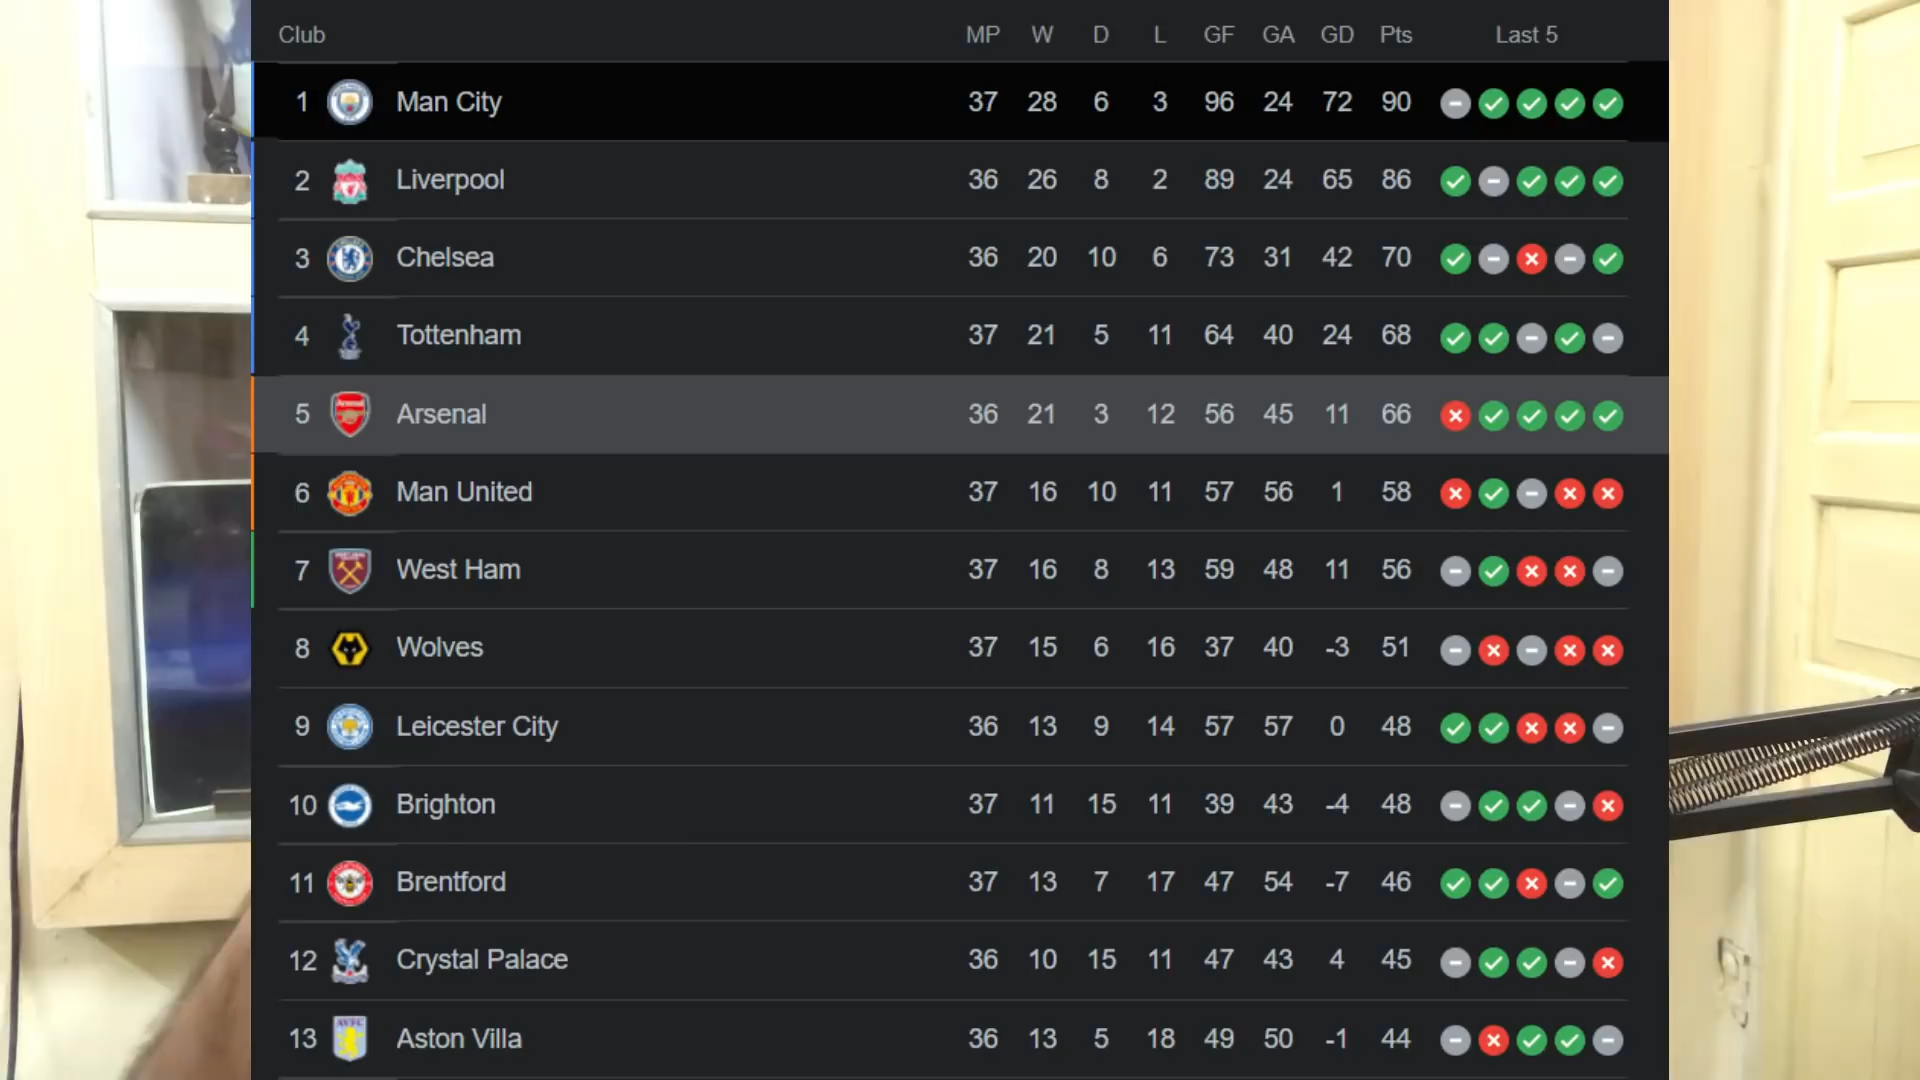 Club MP W D L GF GA GD Pts Last 5
1 Man City 37 28 6 3 96 24 72 90
2 Liverpool 36 26 8 2 89 24 65 86
3 Chelsea 36 20 10 6 73 31 42 70
4 Tottenham 37 21 5 11 64 40 24 68
5 Arsenal 36 21 3 12 56 45 11 66
6 Man United 37 16 10 11 57 56 1 58
7 West Ham 37 16 8 13 59 48 11 56
8 Wolves 37 15 6 16 37 40 -3 51
9 Leicester City 36 13 9 14 57 57 0 48
10 Brighton 37 11 15 11 39 43 -4 48
11 Brentford 37 13 7 17 47 54 -7 46
12 Crystal Palace 36 10 15 11 47 43 4 45
13 Aston Villa 36 13 5 18 49 50 -1 44